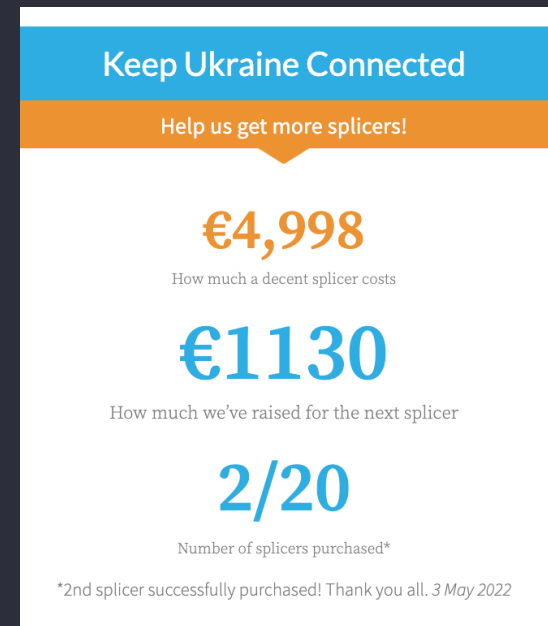 Keep Ukraine Connected
Help us get more splicers!
€4,998
How much a decent splicer costs
€1130
How much we’ve raised for the next splicer
2/20
Number of splicers purchased*
*2nd splicer successfully purchased! Thank you all. 3 May 2022